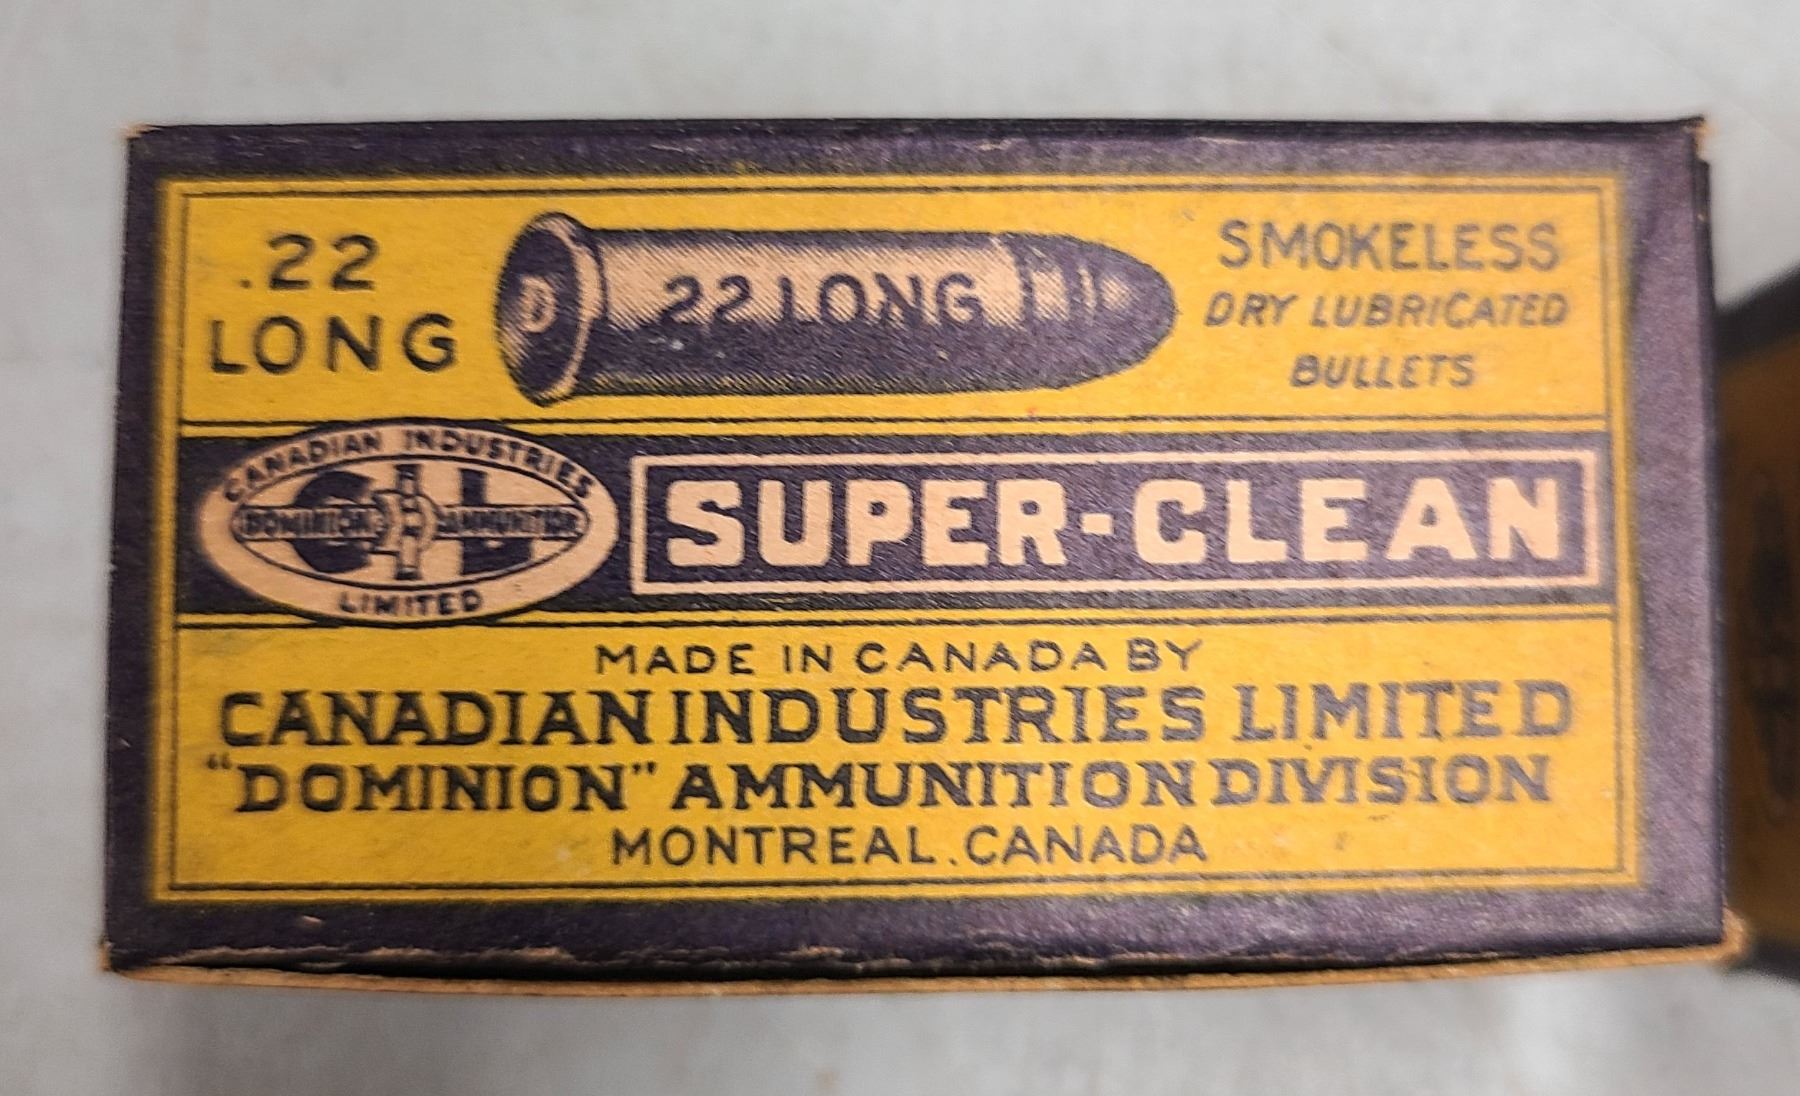 .22
LONG
D
22 LONG
SMOKELESS
DRY LUBRICATED
BULLETS
CANADIAN INDUSTRIES
CIL
DOMINION AMMUNITION
LIMITED
SUPER-CLEAN
MADE IN CANADA BY
CANADIAN INDUSTRIES LIMITED
"DOMINION" AMMUNITION DIVISION
MONTREAL. CANADA